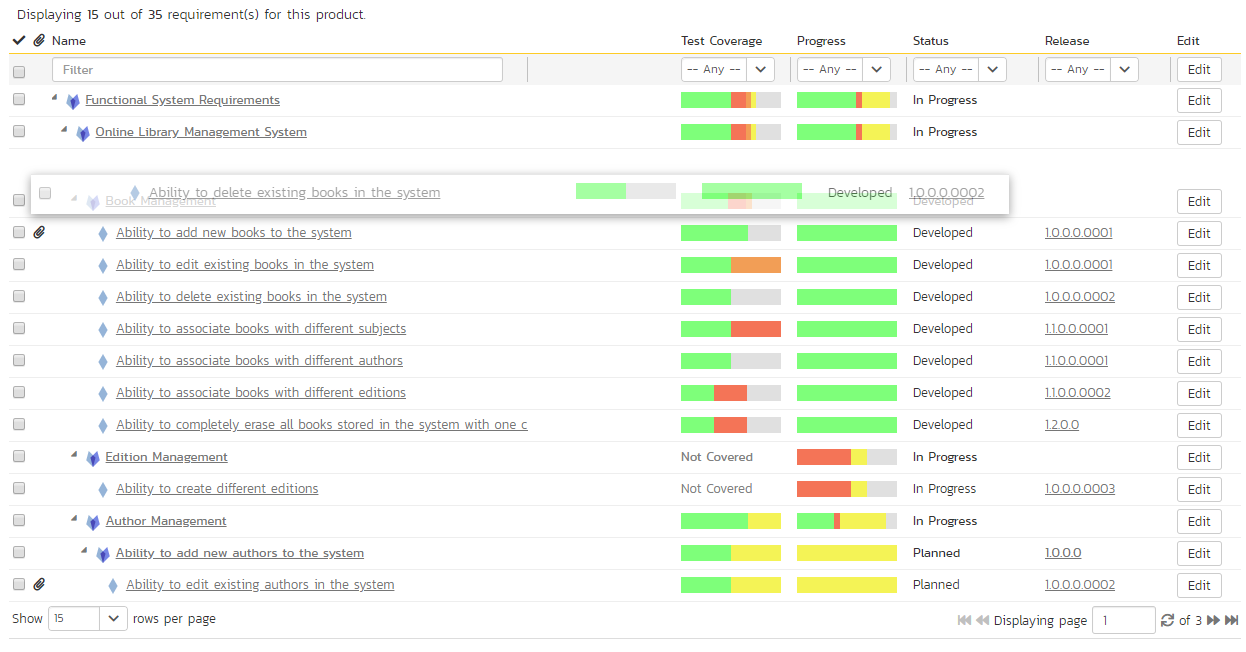 Displaying 15 out of 35 requirement(s) for this product.
Name Test Coverage Progress Status Release Edit
Filter -- Any -- -- Any -- -- Any -- -- Any -- Edit
Functional System Requirements In Progress Edit
Online Library Management System In Progress Edit
Ability to delete existing books in the system Developed 1.0.0.0.0002
Book Management Developed Edit
Ability to add new books to the system Developed 1.0.0.0.0001 Edit
Ability to edit existing books in the system Developed 1.0.0.0.0001 Edit
Ability to delete existing books in the system Developed 1.0.0.0.0002 Edit
Ability to associate books with different subjects Developed 1.1.0.0.0001 Edit
Ability to associate books with different authors Developed 1.1.0.0.0001 Edit
Ability to associate books with different editions Developed 1.1.0.0.0002 Edit
Ability to completely erase all books stored in the system with one c Developed 1.2.0.0 Edit
Edition Management Not Covered In Progress Edit
Ability to create different editions Not Covered In Progress 1.0.0.0.0003 Edit
Author Management In Progress Edit
Ability to add new authors to the system Planned 1.0.0.0 Edit
Ability to edit existing authors in the system Planned 1.0.0.0.0002 Edit
Show 15 rows per page Displaying page 1 of 3